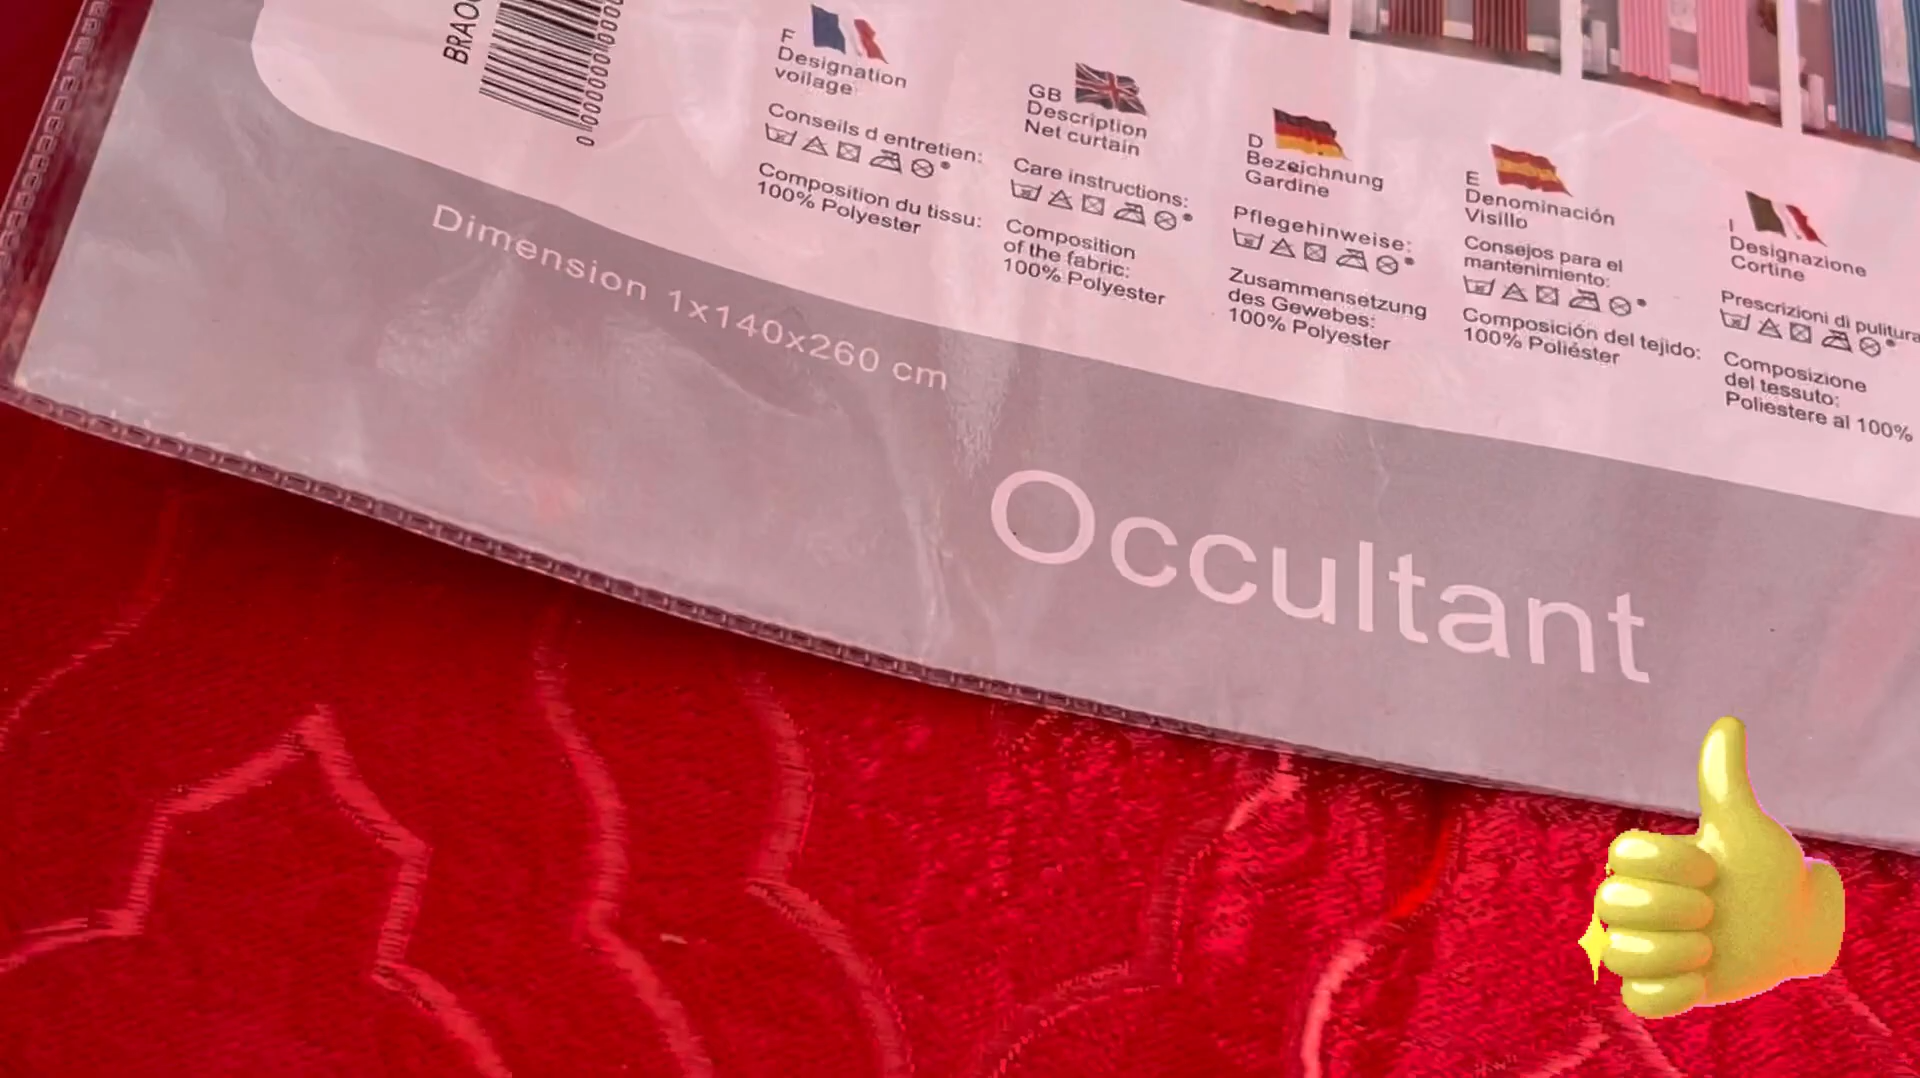 F
Designation
voilage
Conseils d entretien:
Composition du tissu:
100% Polyester
GB
Description
Net curtain
Care instructions:
Composition
of the fabric:
100% Polyester
D
Bezeichnung
Gardine
Pflegehinweise:
Zusammensetzung
des Gewebes:
100% Polyester
E
Denominación
Visillo
Consejos para el
mantenimiento:
Composición del tejido:
100% Poliéster
I
Designazione
Cortine
Prescrizioni di pulitura
Composizione
del tessuto:
Poliestere al 100%
Dimension 1x140x260 cm
Occultant